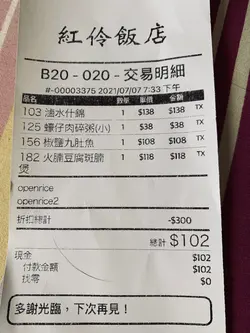 紅伶飯店
B20 - 020 - 交易明細
#-00003375 2021/07/07 7:33 下午
品名 數量 單價 金額
103 滷水什錦 1 $138 $138 TX
125 蠔仔肉碎粥(小) 1 $38 $38 TX
156 椒鹽九肚魚 1 $108 $108 TX
182 火腩豆腐斑腩煲 1 $118 $118 TX
openrice
openrice2
折扣總計 -$300
總計 $102
現金 $102
付款金額 $102
找零 $0
多謝光臨，下次再見！